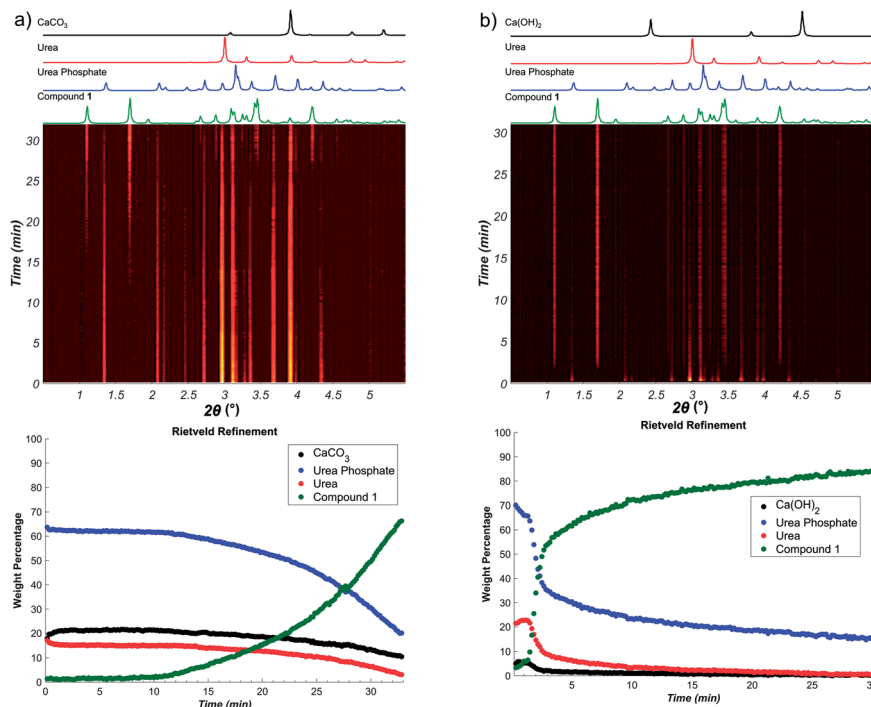 a)
CaCO3
Urea
Urea Phosphate
Compound 1
30
25
20
15
10
5
0
Time (min)
1 1.5 2 2.5 3 3.5 4 4.5 5
2θ (°)
Rietveld Refinement
100
90
80
70
60
50
40
30
20
10
0
Weight Percentage
CaCO3
Urea Phosphate
Urea
Compound 1
0 10 20 30
Time (min)
b)
Ca(OH)2
Urea
Urea Phosphate
Compound 1
30
25
20
15
10
5
0
Time (min)
1 1.5 2 2.5 3 3.5 4 4.5 5
2θ (°)
Rietveld Refinement
100
90
80
70
60
50
40
30
20
10
0
Weight Percentage
Ca(OH)2
Urea Phosphate
Urea
Compound 1
5 10 15 20 25 30
Time (min)